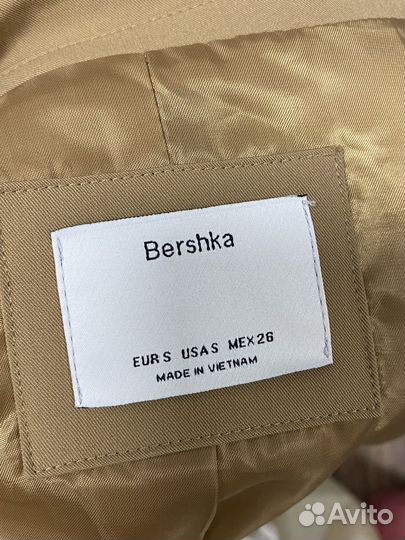 Bershka
EUR S USA S MEX 26
MADE IN VIETNAM
Avito